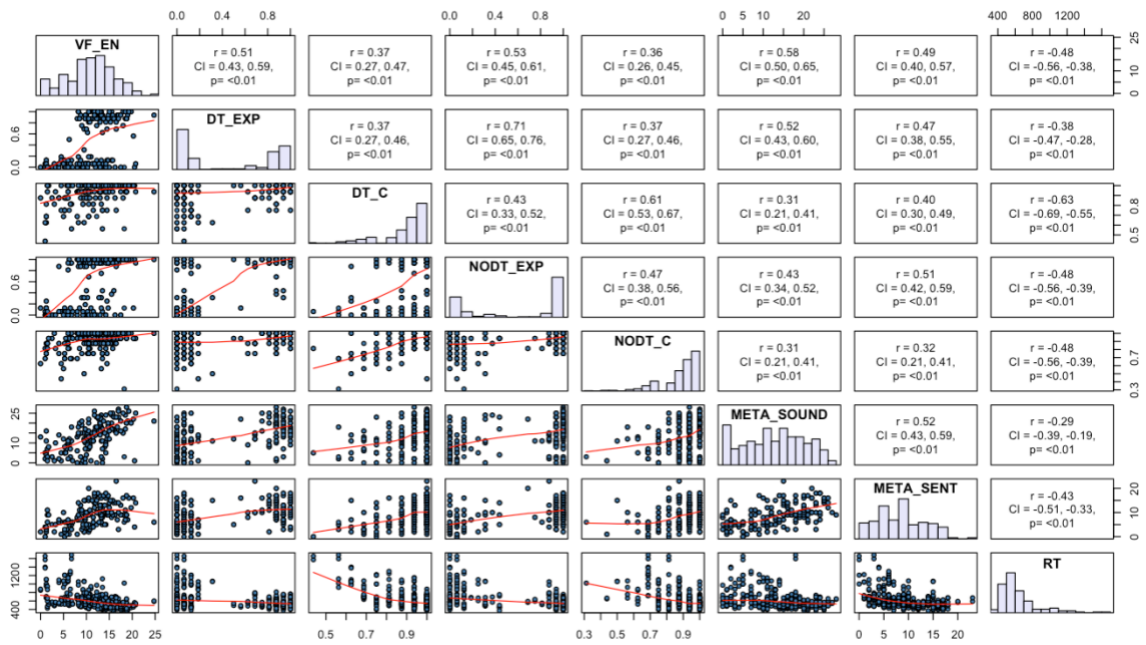 0.0 0.4 0.8 0.0 0.4 0.8 0 5 10 20 400 800 1200
VF_EN
r = 0.51
CI = 0.43, 0.59,
p= <0.01
r = 0.37
CI = 0.27, 0.47,
p= <0.01
r = 0.53
CI = 0.45, 0.61,
p= <0.01
r = 0.36
CI = 0.26, 0.45,
p= <0.01
r = 0.58
CI = 0.50, 0.65,
p= <0.01
r = 0.49
CI = 0.40, 0.57,
p= <0.01
r = -0.48
CI = -0.56, -0.38,
p= <0.01
0 10 25
0.0 0.6
DT_EXP
r = 0.37
CI = 0.27, 0.46,
p= <0.01
r = 0.71
CI = 0.65, 0.76,
p= <0.01
r = 0.37
CI = 0.27, 0.46,
p= <0.01
r = 0.52
CI = 0.43, 0.60,
p= <0.01
r = 0.47
CI = 0.38, 0.55,
p= <0.01
r = -0.38
CI = -0.47, -0.28,
p= <0.01
DT_C
r = 0.43
CI = 0.33, 0.52,
p= <0.01
r = 0.61
CI = 0.53, 0.67,
p= <0.01
r = 0.31
CI = 0.21, 0.41,
p= <0.01
r = 0.40
CI = 0.30, 0.49,
p= <0.01
r = -0.63
CI = -0.69, -0.55,
p= <0.01
0.5 0.8
0.0 0.6
NODT_EXP
r = 0.47
CI = 0.38, 0.56,
p= <0.01
r = 0.43
CI = 0.34, 0.52,
p= <0.01
r = 0.51
CI = 0.42, 0.59,
p= <0.01
r = -0.48
CI = -0.56, -0.39,
p= <0.01
NODT_C
r = 0.31
CI = 0.21, 0.41,
p= <0.01
r = 0.32
CI = 0.21, 0.41,
p= <0.01
r = -0.48
CI = -0.56, -0.39,
p= <0.01
0.3 0.7
0 10 25
META_SOUND
r = 0.52
CI = 0.43, 0.59,
p= <0.01
r = -0.29
CI = -0.39, -0.19,
p= <0.01
META_SENT
r = -0.43
CI = -0.51, -0.33,
p= <0.01
0 10 20
400 1200
RT
0 5 10 15 20 25 0.5 0.7 0.9 0.3 0.5 0.7 0.9 0 5 10 15 20